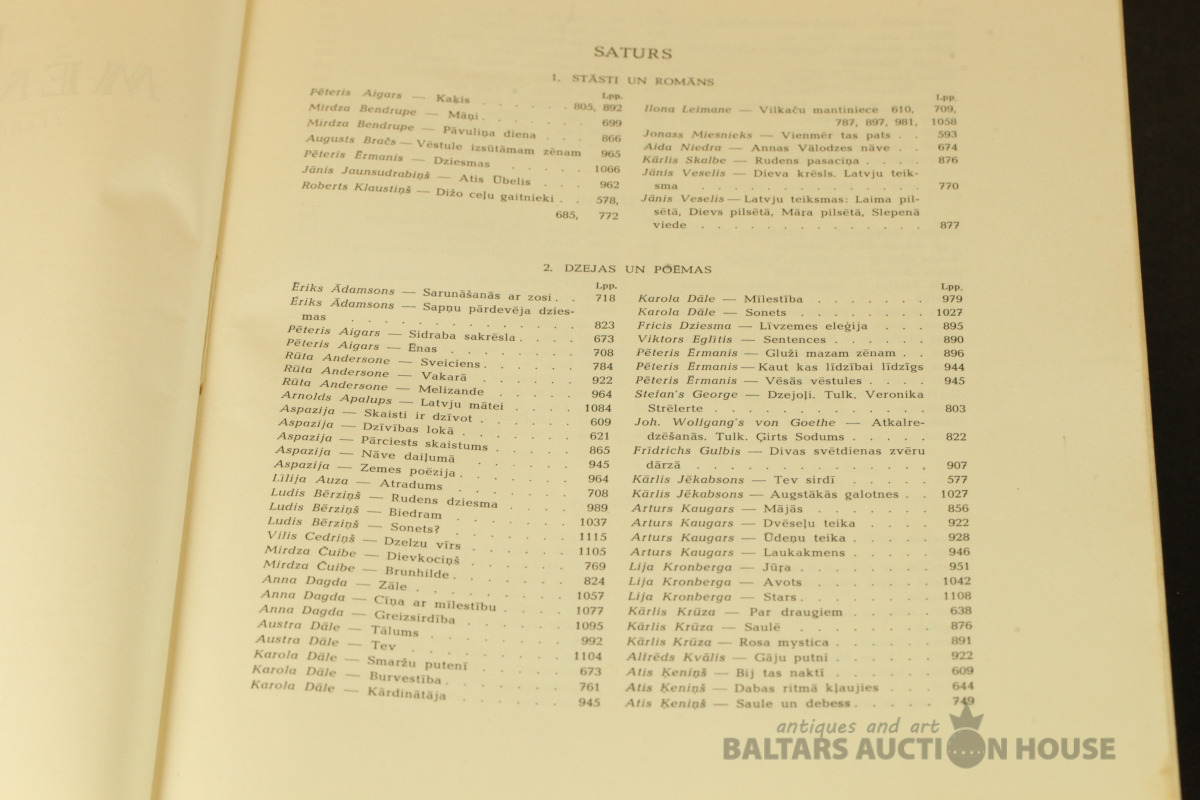 SATURS
1. STĀSTI UN ROMĀNS
Lpp.
Pēteris Aigars — Kaķis . . . . . . 805, 892
Mirdza Bendrupe — Māņi . . . . . . . 699
Mirdza Bendrupe — Pāvuliņa diena . . . 866
Augusts Bračs — Vēstule izsūtāmam zēnam 965
Pēteris Ērmanis — Dziesmas . . . . . 1066
Jānis Jaunsudrabiņš — Atis Ūbelis . . . 962
Roberts Klaustiņš — Dižo ceļu gaitnieki . . 578,
685, 772
Lpp.
Ilona Leimane — Vilkaču mantiniece 610, 709,
787, 897, 981, 1058
Jonass Miesnieks — Vienmēr tas pats . . 593
Aida Niedra — Annas Vālodzes nāve . . 674
Kārlis Skalbe — Rudens pasaciņa . . . . 876
Jānis Veselis — Dieva krēsls. Latvju teik-
sma . . . . . . . . . . . . . 770
Jānis Veselis — Latvju teiksmas: Laima pil-
sētā, Dievs pilsētā, Māŗa pilsētā, Slepenā
viede . . . . . . . . . . . . . 877
2. DZEJAS UN POĒMAS
Lpp.
Ēriks Ādamsons — Sarunāšanās ar zosi . . 718
Ēriks Ādamsons — Sapņu pārdevēja dzies-
mas . . . . . . . . . . . . . 823
Pēteris Aigars — Sidraba sakrēsla . . . . 673
Pēteris Aigars — Ēnas . . . . . . . 708
Rūta Andersone — Sveiciens . . . . . . 784
Rūta Andersone — Vakarā . . . . . . 922
Rūta Andersone — Melizande . . . . . 964
Arnolds Apalups — Latvju mātei . . . . 1084
Aspazija — Skaisti ir dzīvot . . . . . . 609
Aspazija — Dzīvības lokā . . . . . . 621
Aspazija — Pārciests skaistums . . . . . 865
Aspazija — Nāve daiļumā . . . . . . 945
Aspazija — Zemes poēzija . . . . . . 964
Līlija Auza — Atradums . . . . . . . 708
Ludis Bērziņš — Rudens dziesma . . . . 989
Ludis Bērziņš — Biedram . . . . . . 1037
Ludis Bērziņš — Sonets? . . . . . . 1115
Vilis Cedriņš — Dzelzu vīrs . . . . . 1105
Mirdza Čuibe — Dievkociņš . . . . . . 769
Mirdza Čuibe — Brunhilde . . . . . . 824
Anna Dagda — Zāle . . . . . . . . 1057
Anna Dagda — Cīņa ar mīlestību . . . . 1077
Anna Dagda — Greizsirdība . . . . . . 1095
Austra Dāle — Tālums . . . . . . . 992
Austra Dāle — Tev . . . . . . . . 1104
Karola Dāle — Smaržu putenī . . . . . 673
Karola Dāle — Burvestība . . . . . . 761
Karola Dāle — Kārdinātāja . . . . . . 945
Lpp.
Karola Dāle — Mīlestība . . . . . . . 979
Karola Dāle — Sonets . . . . . . . . 1027
Fricis Dziesma — Līvzemes eleģija . . . 895
Viktors Eglītis — Sentences . . . . . . 890
Pēteris Ērmanis — Gluži mazam zēnam . . 896
Pēteris Ērmanis — Kaut kas līdzībai līdzīgs 944
Pēteris Ērmanis — Vēsās vēstules . . . . 945
Stefan's George — Dzejoļi. Tulk. Veronika
Strēlerte . . . . . . . . . . . . 803
Joh. Wolfgang's von Goethe — Atkalre-
dzēšanās. Tulk. Ģirts Sodums . . . . . 822
Frīdrichs Gulbis — Divas svētdienas zvēru
dārzā . . . . . . . . . . . . . 907
Kārlis Jēkabsons — Tev sirdī . . . . . 577
Kārlis Jēkabsons — Augstākās galotnes . . 1027
Arturs Kaugars — Mājās . . . . . . . 856
Arturs Kaugars — Dvēseļu teika . . . . 922
Arturs Kaugars — Ūdeņu teika . . . . . 928
Arturs Kaugars — Laukakmens . . . . . 946
Lija Kronberga — Jūŗa . . . . . . . . 951
Lija Kronberga — Avots . . . . . . . 1042
Lija Kronberga — Stars . . . . . . . . 1108
Kārlis Krūza — Par draugiem . . . . . 638
Kārlis Krūza — Saulē . . . . . . . . 876
Kārlis Krūza — Rosa mystica . . . . . . 891
Alfrēds Kvālis — Gāju putni . . . . . . 922
Atis Ķeniņš — Bij tas naktī . . . . . . 609
Atis Ķeniņš — Dabas ritmā kļaujies . . . 644
Atis Ķeniņš — Saule un debess . . . . . 749
antiques and art
BALTARS AUCTION HOUSE